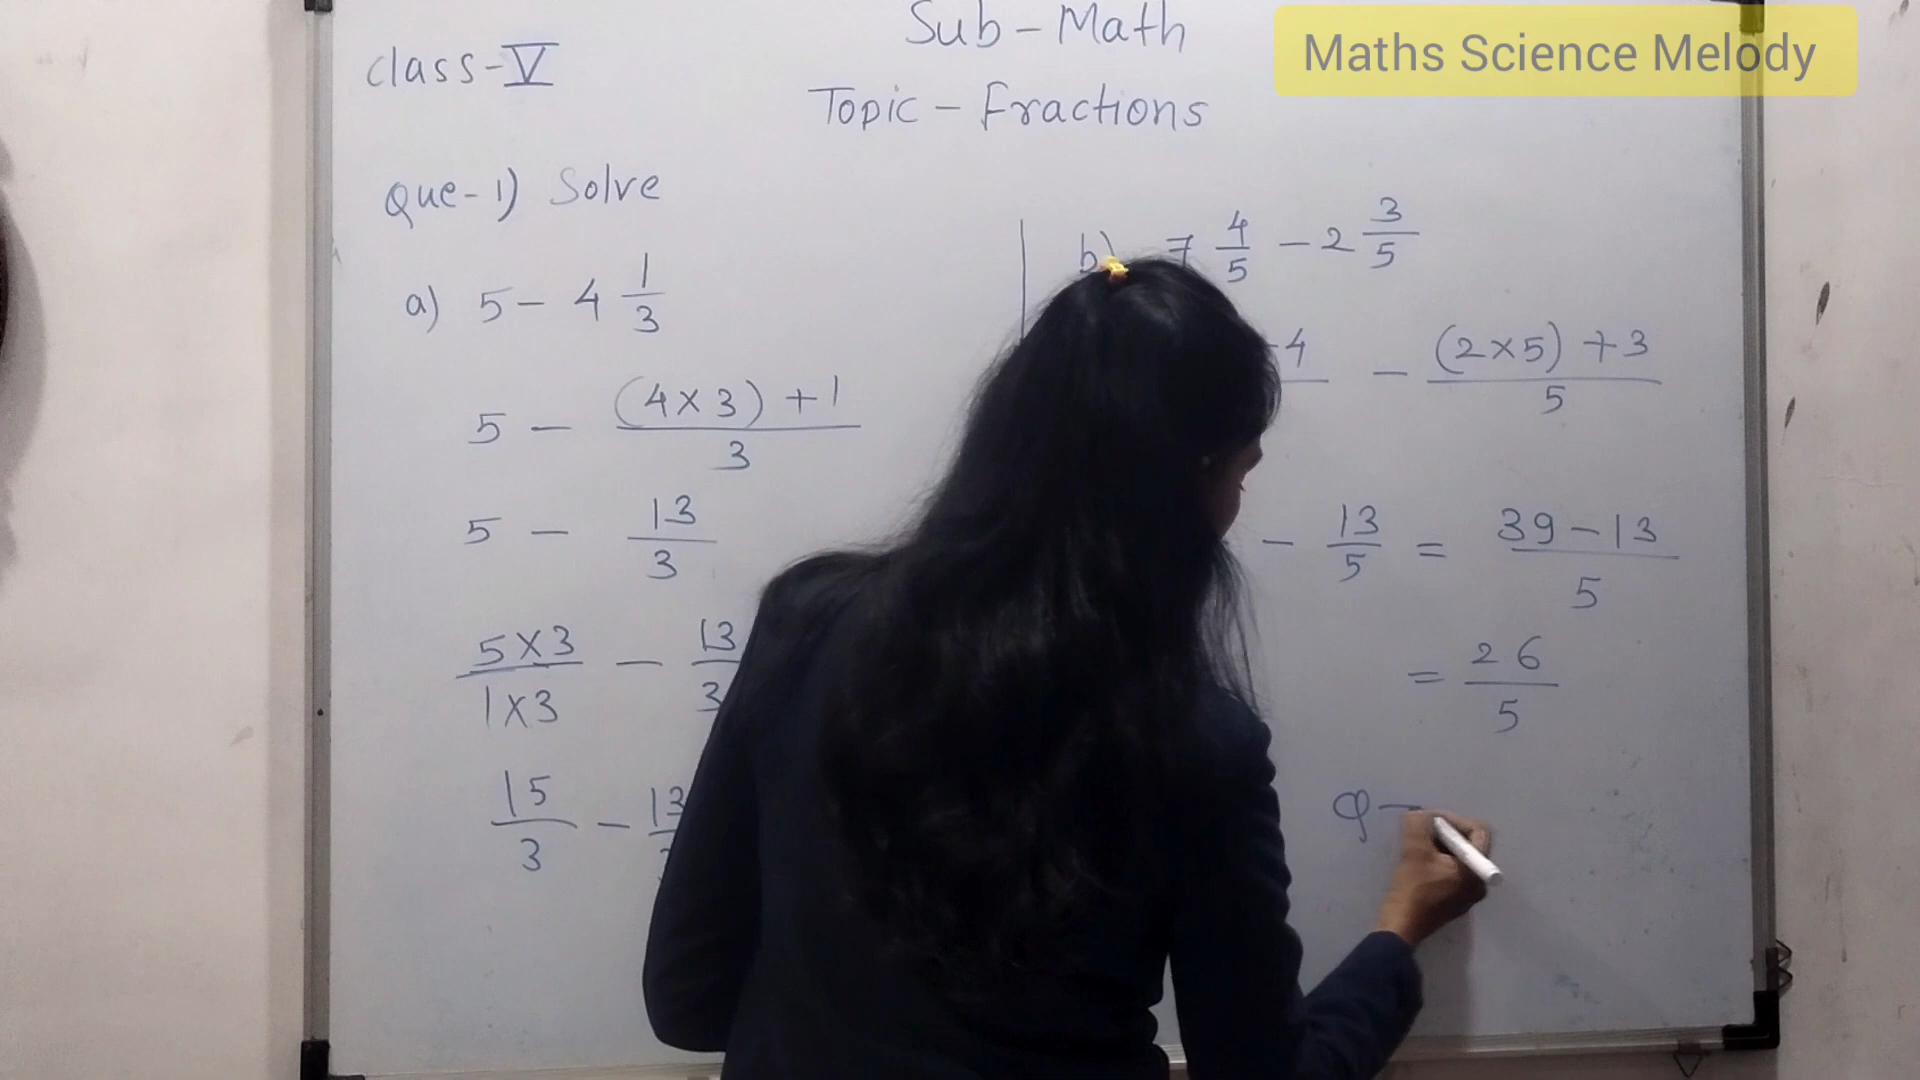 Maths Science Melody
Sub - Math
Class - V
Topic - Fractions
Que - 1) Solve
a) 5 - 4 1/3
5 - (4×3) + 1 / 3
5 - 13/3
5×3 / 1×3 - 13/3
15/3 - 13
b) 7 4/5 - 2 3/5
4 - (2×5) + 3 / 5
- 13/5 = 39 - 13 / 5
= 26/5